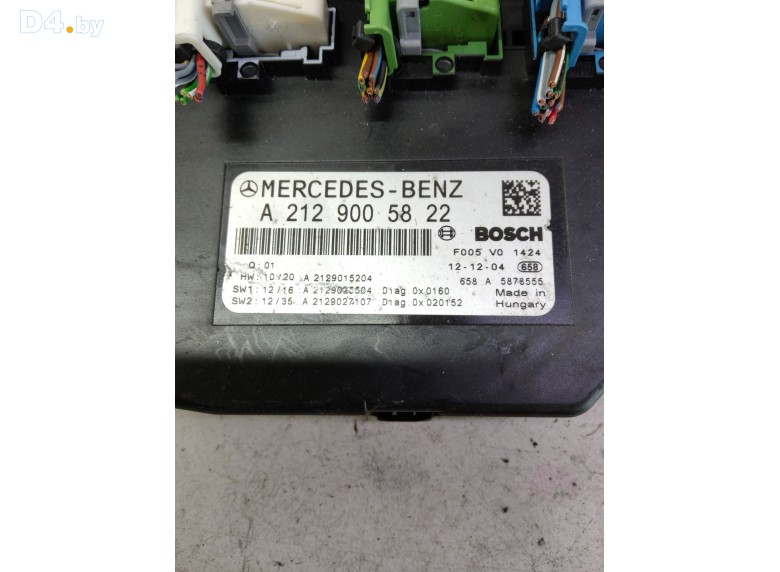 D4.by
MERCEDES-BENZ
A 212 900 58 22
BOSCH
F005 V0 1424
Q: 01
12-12-04 658
HW: 10/20 A 2129015204
658 A 5878555
SW1: 12/16 A Diag 0x0160
Made in
SW2: 12/35 A 2129027107 Diag 0x020152
Hungary